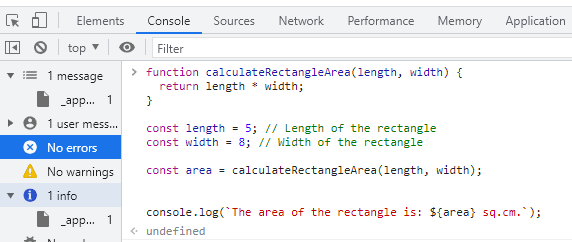 Elements Console Sources Network Performance Memory Application
top Filter
1 message
_app... 1
1 user mess...
No errors
No warnings
1 info
_app... 1
function calculateRectangleArea(length, width) {
return length * width;
}
const length = 5; // Length of the rectangle
const width = 8; // Width of the rectangle
const area = calculateRectangleArea(length, width);
console.log(`The area of the rectangle is: ${area} sq.cm.`);
undefined